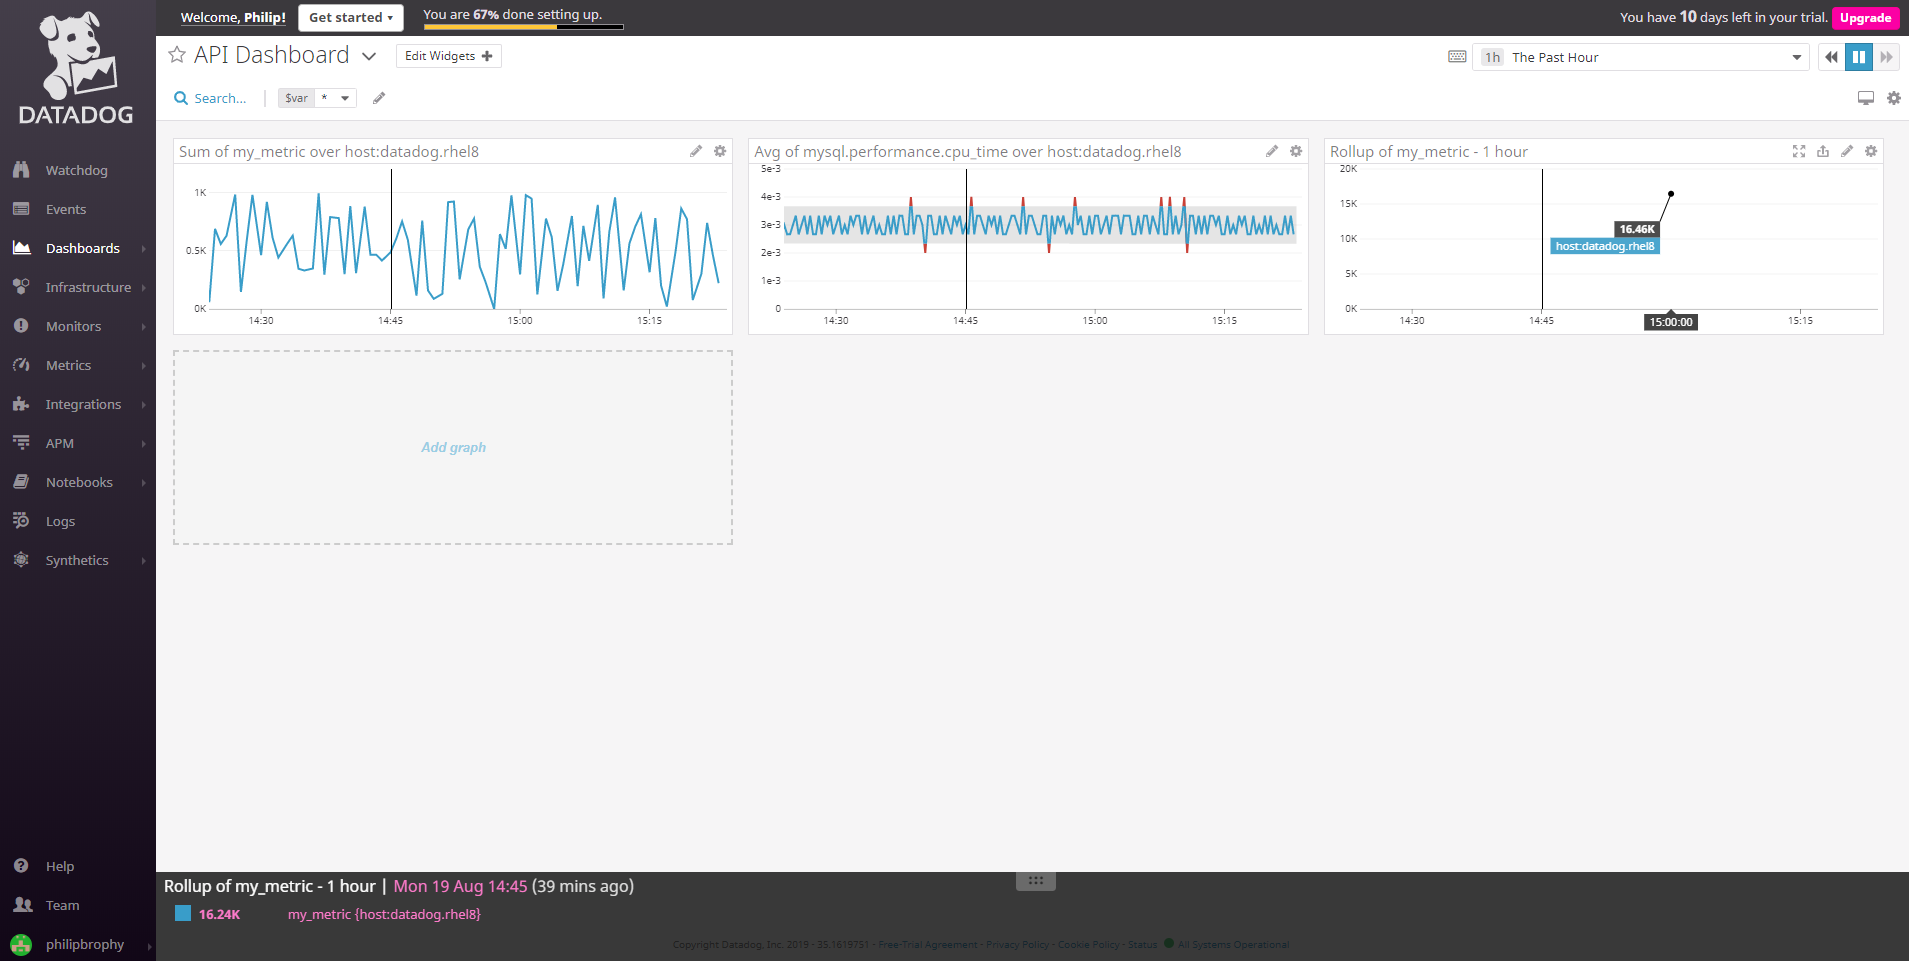 DATADOG
Welcome, Philip!
Get started
You are 67% done setting up.
You have 10 days left in your trial.
Upgrade
API Dashboard
Edit Widgets
1h The Past Hour
Search...
$var *
Watchdog
Events
Dashboards
Infrastructure
Monitors
Metrics
Integrations
APM
Notebooks
Logs
Synthetics
Help
Team
philipbrophy
Sum of my_metric over host:datadog.rhel8
1K
0.5K
0K
14:30 14:45 15:00 15:15
Avg of mysql.performance.cpu_time over host:datadog.rhel8
5e-3
4e-3
3e-3
2e-3
1e-3
0
14:30 14:45 15:00 15:15
Rollup of my_metric - 1 hour
20K
15K
10K
5K
0K
16.46K
host:datadog.rhel8
14:30 14:45 15:00:00 15:15
Add graph
Rollup of my_metric - 1 hour | Mon 19 Aug 14:45 (39 mins ago)
16.24K my_metric {host:datadog.rhel8}
Copyright Datadog, Inc. 2019 - 35.1619751 - Free-Trial Agreement - Privacy Policy - Cookie Policy - Status All Systems Operational